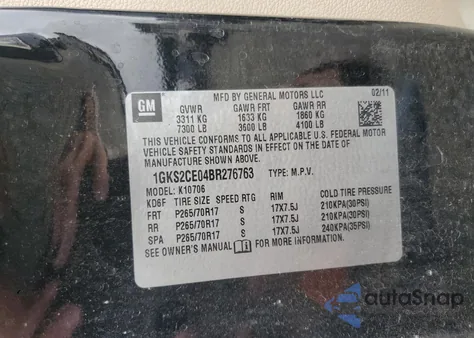 GM
MFD BY GENERAL MOTORS LLC
02/11
GVWR GAWR FRT GAWR RR
3311 KG 1633 KG 1860 KG
7300 LB 3600 LB 4100 LB
THIS VEHICLE CONFORMS TO ALL APPLICABLE U.S. FEDERAL MOTOR
VEHICLE SAFETY STANDARDS IN EFFECT ON THE DATE OF
MANUFACTURE SHOWN ABOVE.
1GKS2CE04BR276763 TYPE: M.P.V.
MODEL: K10706
KD6F TIRE SIZE SPEED RTG RIM COLD TIRE PRESSURE
FRT P265/70R17 S 17X7.5J 210KPA(30PSI)
RR P265/70R17 S 17X7.5J 210KPA(30PSI)
SPA P265/70R17 S 17X7.5J 240KPA(35PSI)
SEE OWNER'S MANUAL FOR MORE INFORMATION.
autoSnap